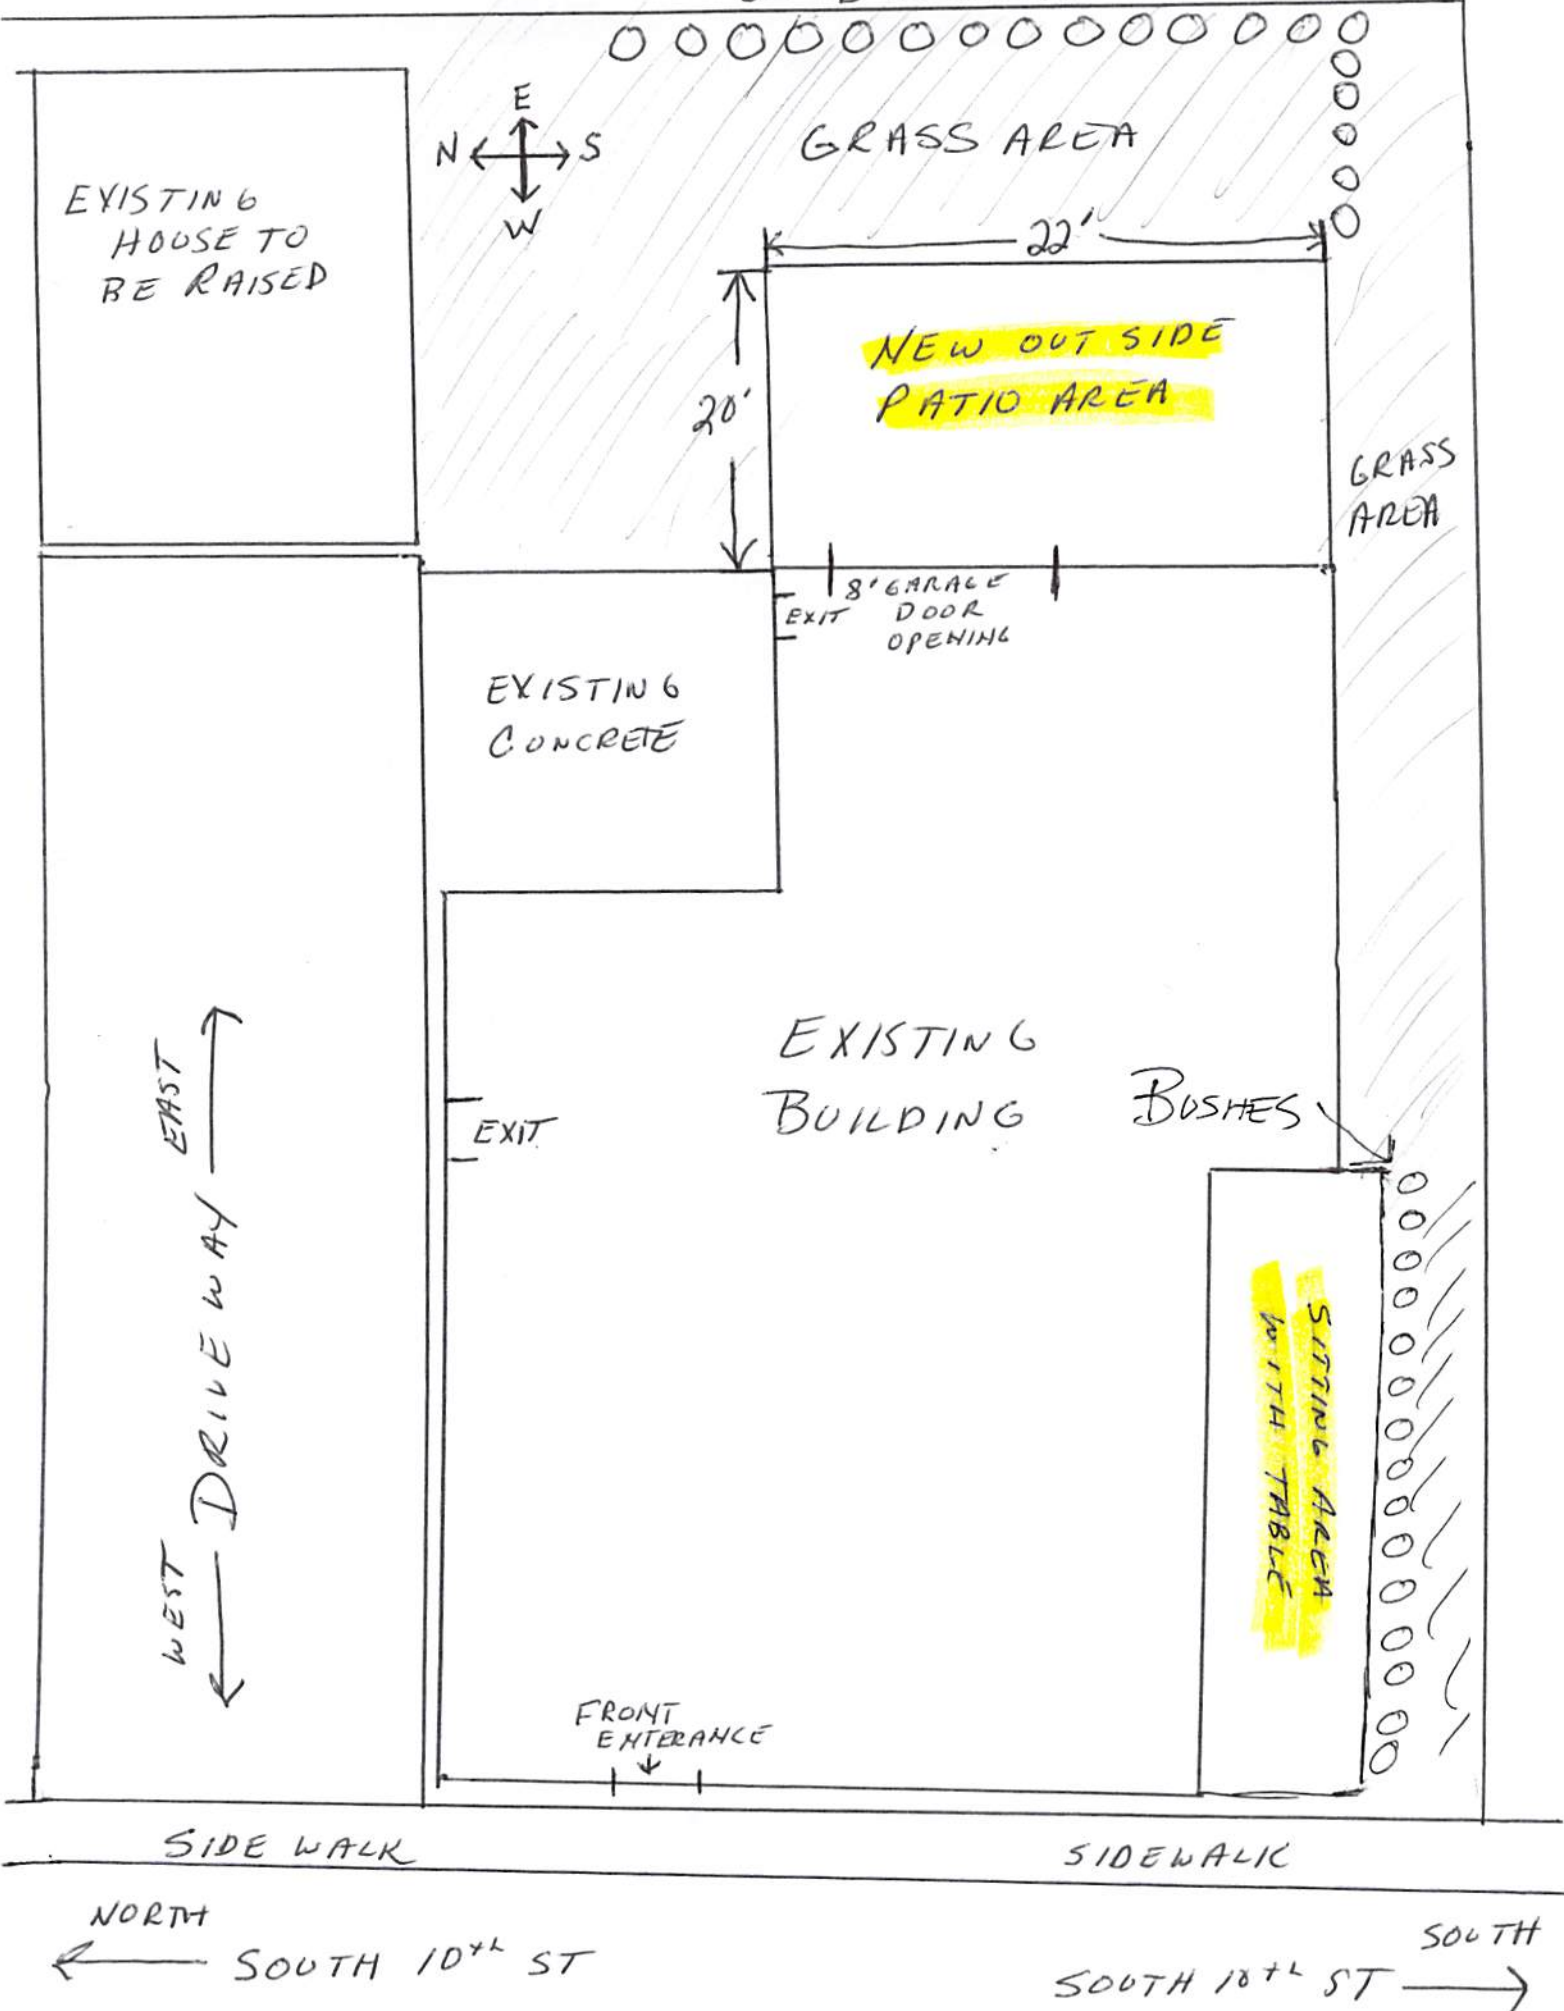 E
N S
W
GRASS AREA
EXISTING
HOUSE TO
BE RAISED
22'
NEW OUT SIDE
PATIO AREA
20'
GRASS
AREA
8' GARAGE
DOOR
OPENING
EXIT
EXISTING
CONCRETE
EXISTING
BUILDING
BUSHES
EXIT
EAST
DRIVEWAY
WEST
SITTING AREA
WITH TABLE
FRONT
ENTERANCE
SIDE WALK
SIDEWALK
NORTH
SOUTH 10TH ST
SOUTH
SOUTH 10TH ST